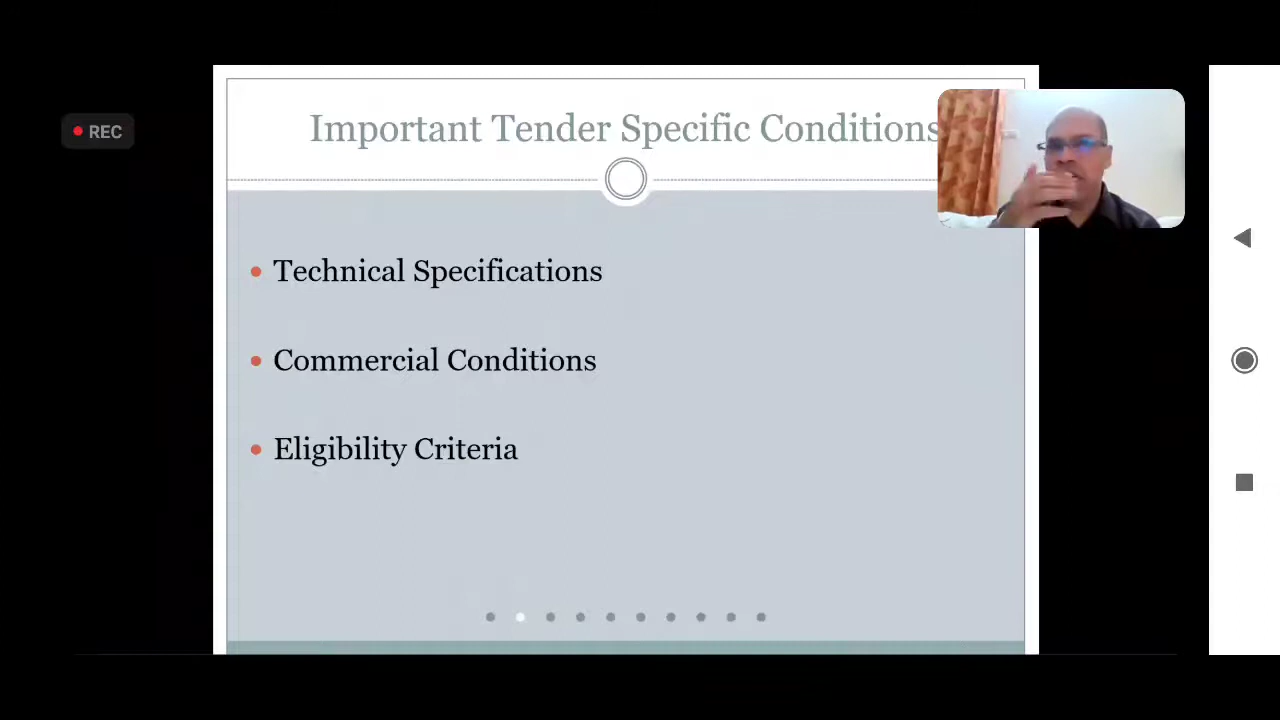 REC
Important Tender Specific Conditions
Technical Specifications
Commercial Conditions
Eligibility Criteria